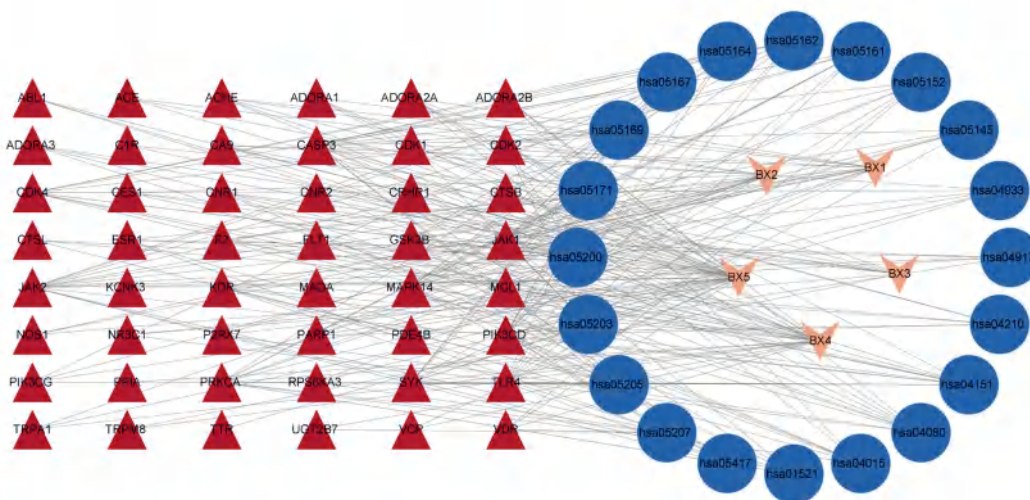 ABL1 ACE ACHE ADORA1 ADORA2A ADORA2B
ADORA3 C1R CA9 CASP3 CDK1 CDK2
CDK4 CES1 CNR1 CNR2 CRHR1 CTSB
CTSL ESR1 F2 FLT1 GSK3B JAK1
JAK2 KCNK3 KDR MAOA MAPK14 MCL1
NOS1 NR3C1 P2RX7 PARP1 PDE4B PIK3CD
PIK3CG PPIA PRKCA RPS6KA3 SYK TLR4
TRPA1 TRPM8 TTR UGT2B7 VCP VDR
hsa05162
hsa05164 hsa05161
hsa05167 hsa05152
hsa05169 hsa05145
BX2 BX1
hsa05171 hsa04933
hsa05200 hsa04917
BX5 BX3
hsa05203 hsa04210
BX4
hsa05205 hsa04151
hsa05207 hsa04080
hsa05417 hsa01521 hsa04015